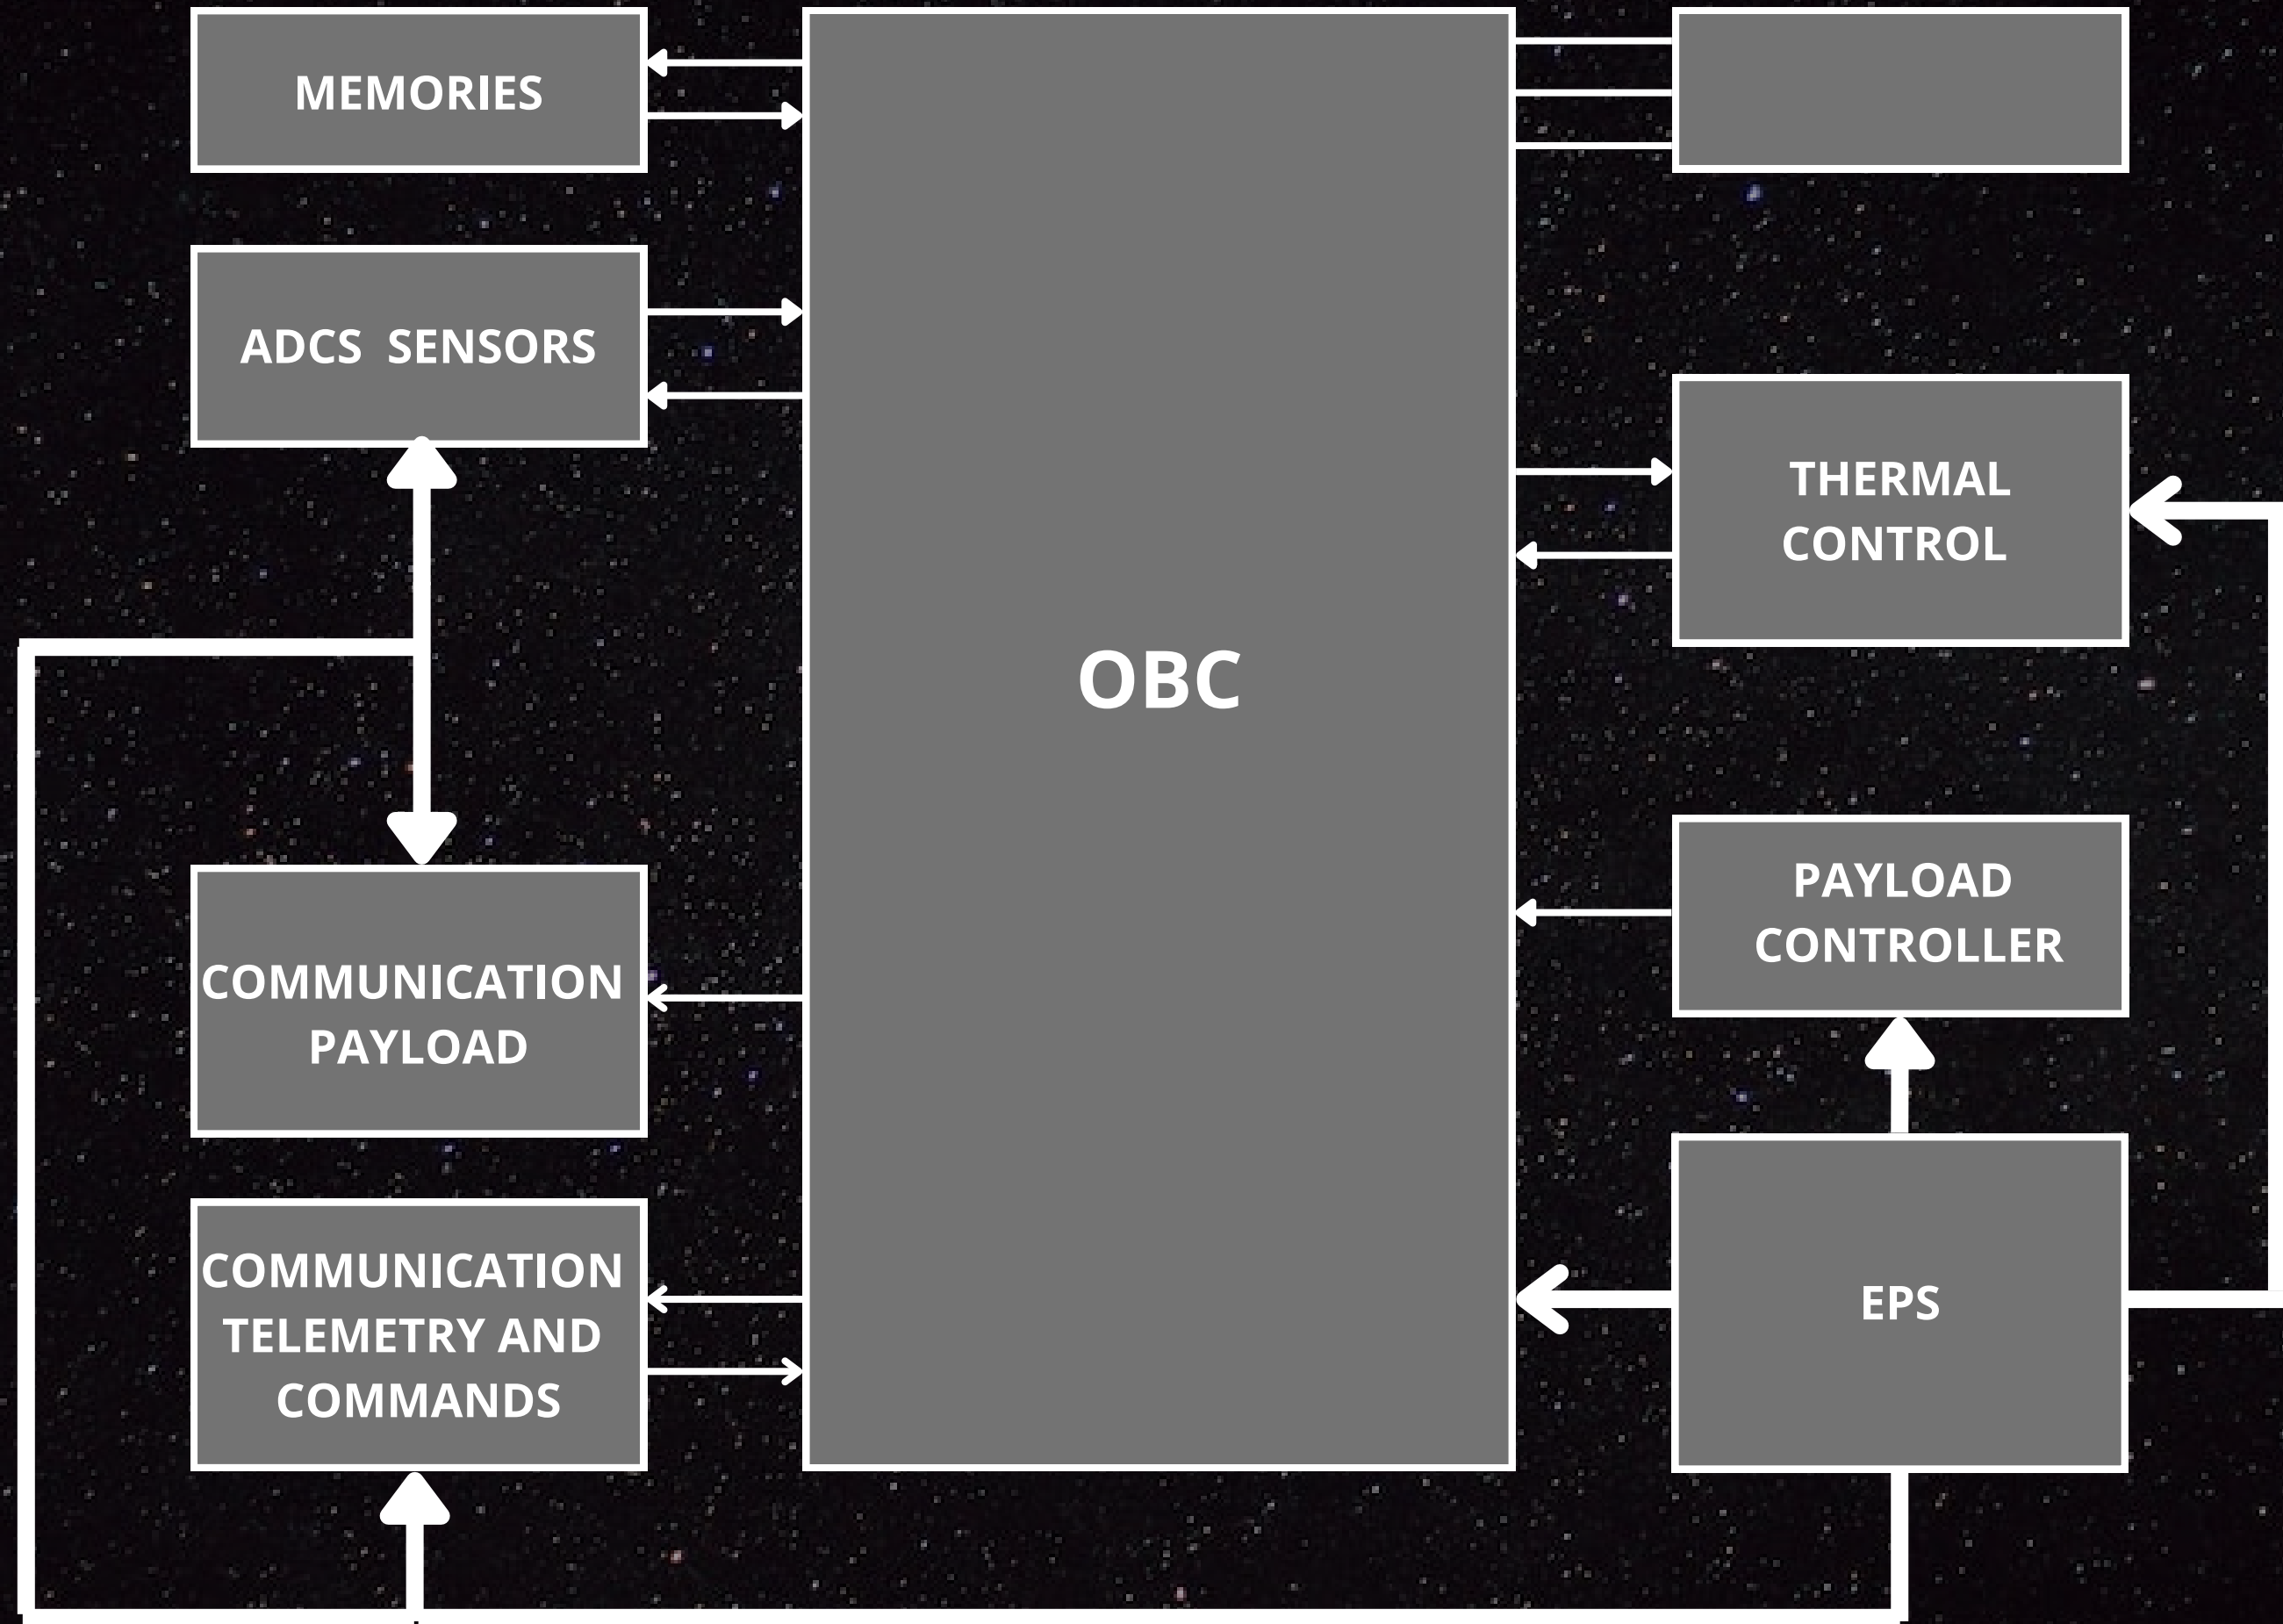 MEMORIES
ADCS SENSORS
COMMUNICATION
PAYLOAD
COMMUNICATION
TELEMETRY AND
COMMANDS
OBC
THERMAL
CONTROL
PAYLOAD
CONTROLLER
EPS